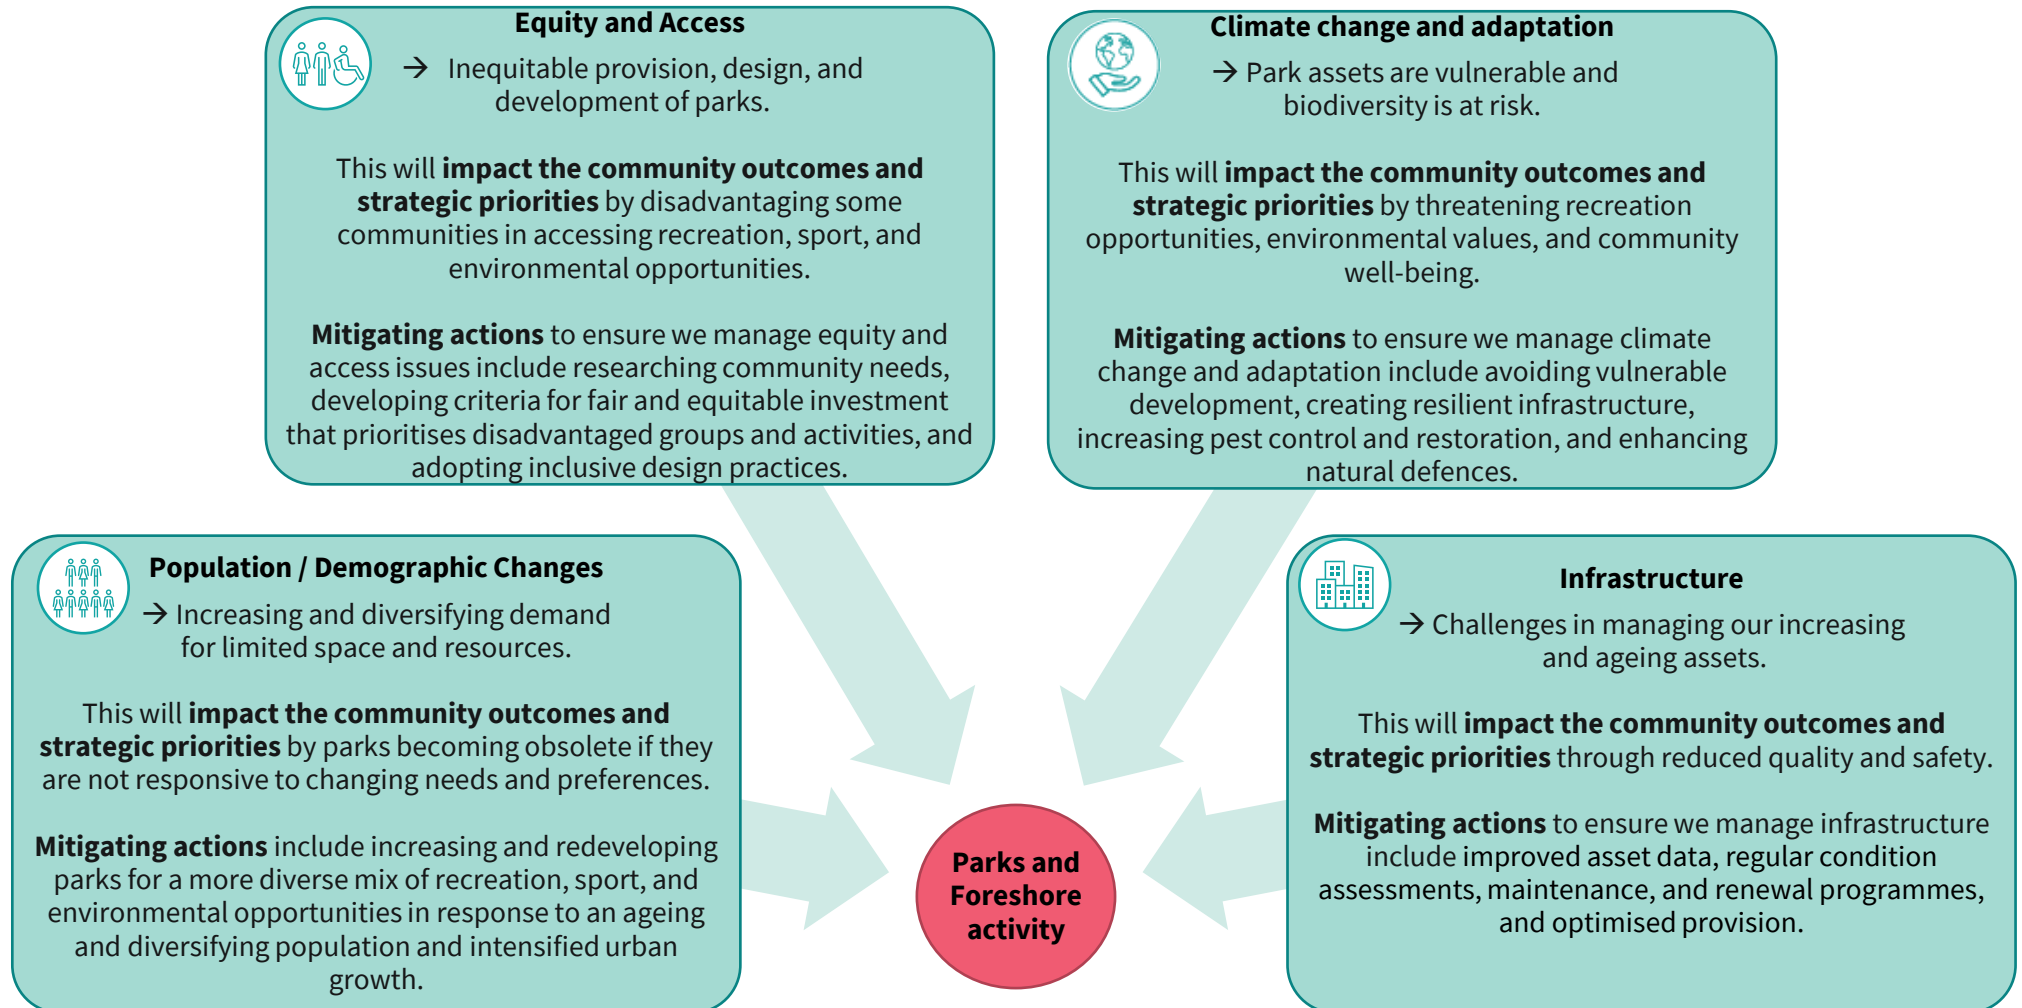 Equity and Access
→ Inequitable provision, design, and
development of parks.
This will impact the community outcomes and
strategic priorities by disadvantaging some
communities in accessing recreation, sport, and
environmental opportunities.
Mitigating actions to ensure we manage equity and
access issues include researching community needs,
developing criteria for fair and equitable investment
that prioritises disadvantaged groups and activities, and
adopting inclusive design practices.
Climate change and adaptation
→ Park assets are vulnerable and
biodiversity is at risk.
This will impact the community outcomes and
strategic priorities by threatening recreation
opportunities, environmental values, and community
well-being.
Mitigating actions to ensure we manage climate
change and adaptation include avoiding vulnerable
development, creating resilient infrastructure,
increasing pest control and restoration, and enhancing
natural defences.
Population / Demographic Changes
→ Increasing and diversifying demand
for limited space and resources.
This will impact the community outcomes and
strategic priorities by parks becoming obsolete if they
are not responsive to changing needs and preferences.
Mitigating actions include increasing and redeveloping
parks for a more diverse mix of recreation, sport, and
environmental opportunities in response to an ageing
and diversifying population and intensified urban
growth.
Infrastructure
→ Challenges in managing our increasing
and ageing assets.
This will impact the community outcomes and
strategic priorities through reduced quality and safety.
Mitigating actions to ensure we manage infrastructure
include improved asset data, regular condition
assessments, maintenance, and renewal programmes,
and optimised provision.
Parks and
Foreshore
activity